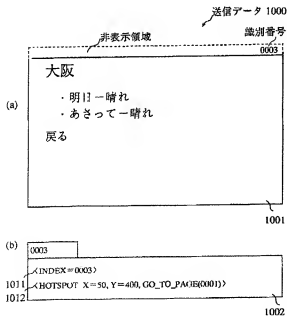 送信データ 1000
非表示領域
識別番号
0003
(a)
大阪
・明日ー晴れ
・あさってー晴れ
戻る
1001
(b)
0003
1011
〈INDEX=0003〉
1012
〈HOTSPOT X=50, Y=400, GO_TO_PAGE(0001)〉
1002